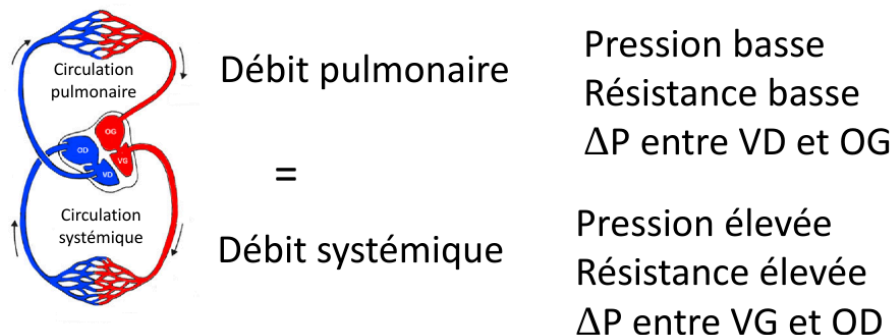 Circulation
pulmonaire
OG
OD
VG
VD
Circulation
systémique
Débit pulmonaire
=
Débit systémique
Pression basse
Résistance basse
ΔP entre VD et OG
Pression élevée
Résistance élevée
ΔP entre VG et OD